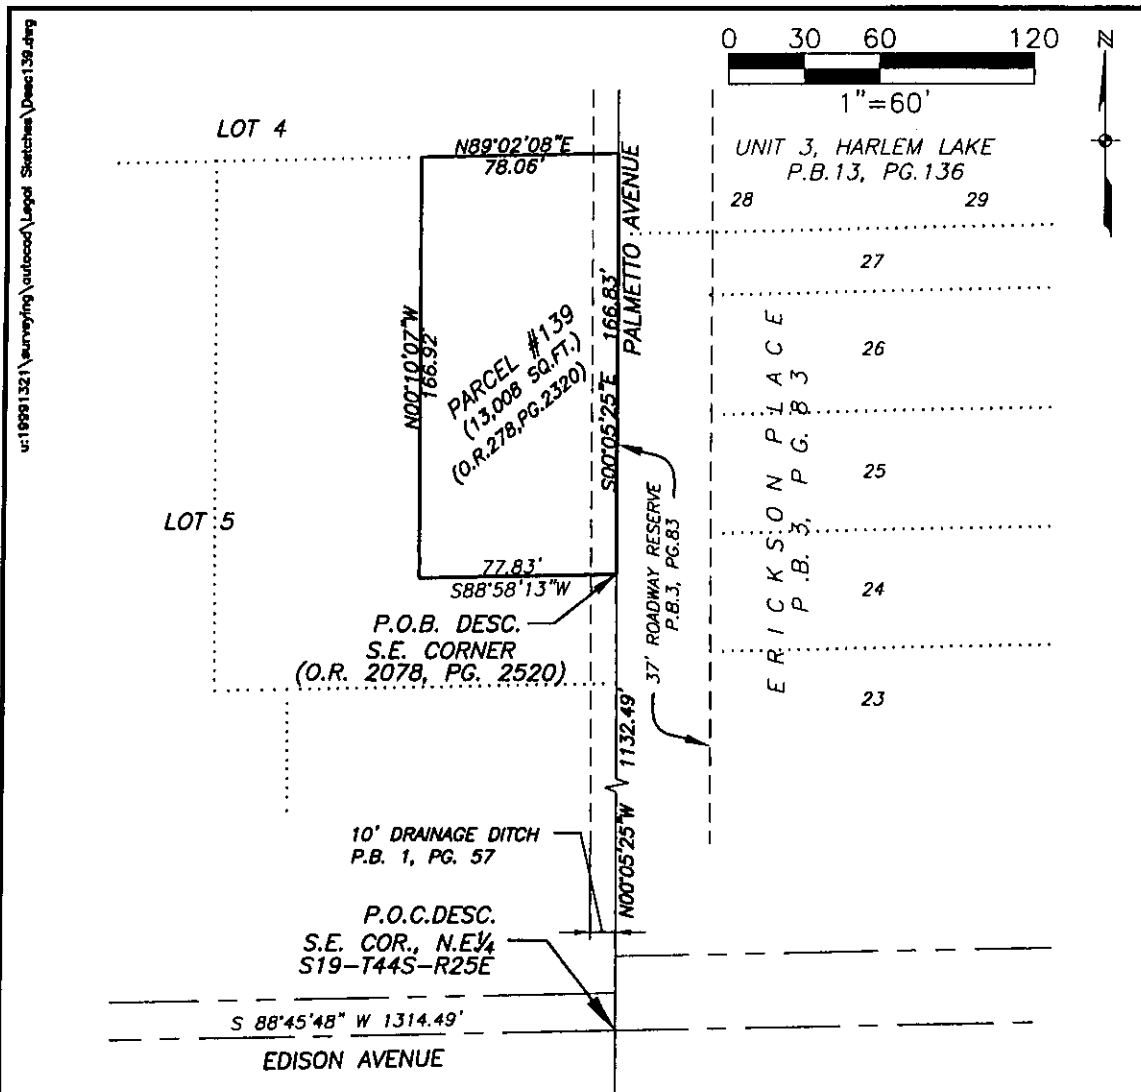 u:19991321\surveying\autocad\Legal Sketches\Desc139.dwg
0 30 60 120
1"=60'
N
LOT 4
N89°02'08"E
78.06'
UNIT 3, HARLEM LAKE
P.B.13, PG.136
28 29
PALMETTO AVENUE
27
26
25
24
23
ERICKSON PLACE
P.B. 3, PG. 83
N00°10'07"W
166.92'
PARCEL #139
(13,008 SQ.FT.)
(O.R.278,PG.2320)
S00°05'25"E 166.83'
37' ROADWAY RESERVE
P.B.3, PG.83
LOT 5
77.83'
S88°58'13"W
P.O.B. DESC.
S.E. CORNER
(O.R. 2078, PG. 2520)
N00°05'25"W 1132.49'
10' DRAINAGE DITCH
P.B. 1, PG. 57
P.O.C.DESC.
S.E. COR., N.E¼
S19-T44S-R25E
S 88°45'48" W 1314.49'
EDISON AVENUE